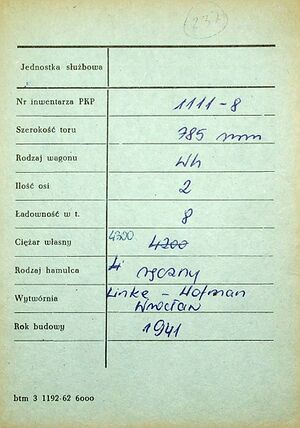 (237)
Jednostka służbowa
Nr inwentarza PKP 1111-8
Szerokość toru 785 mm
Rodzaj wagonu Wh
Ilość osi 2
Ładowność w t. 8
Ciężar własny 4300 4200
Rodzaj hamulca ręczny
Wytwórnia Linke - Hofman
Wrocław
Rok budowy 1941
btm 3 1192-62 6000